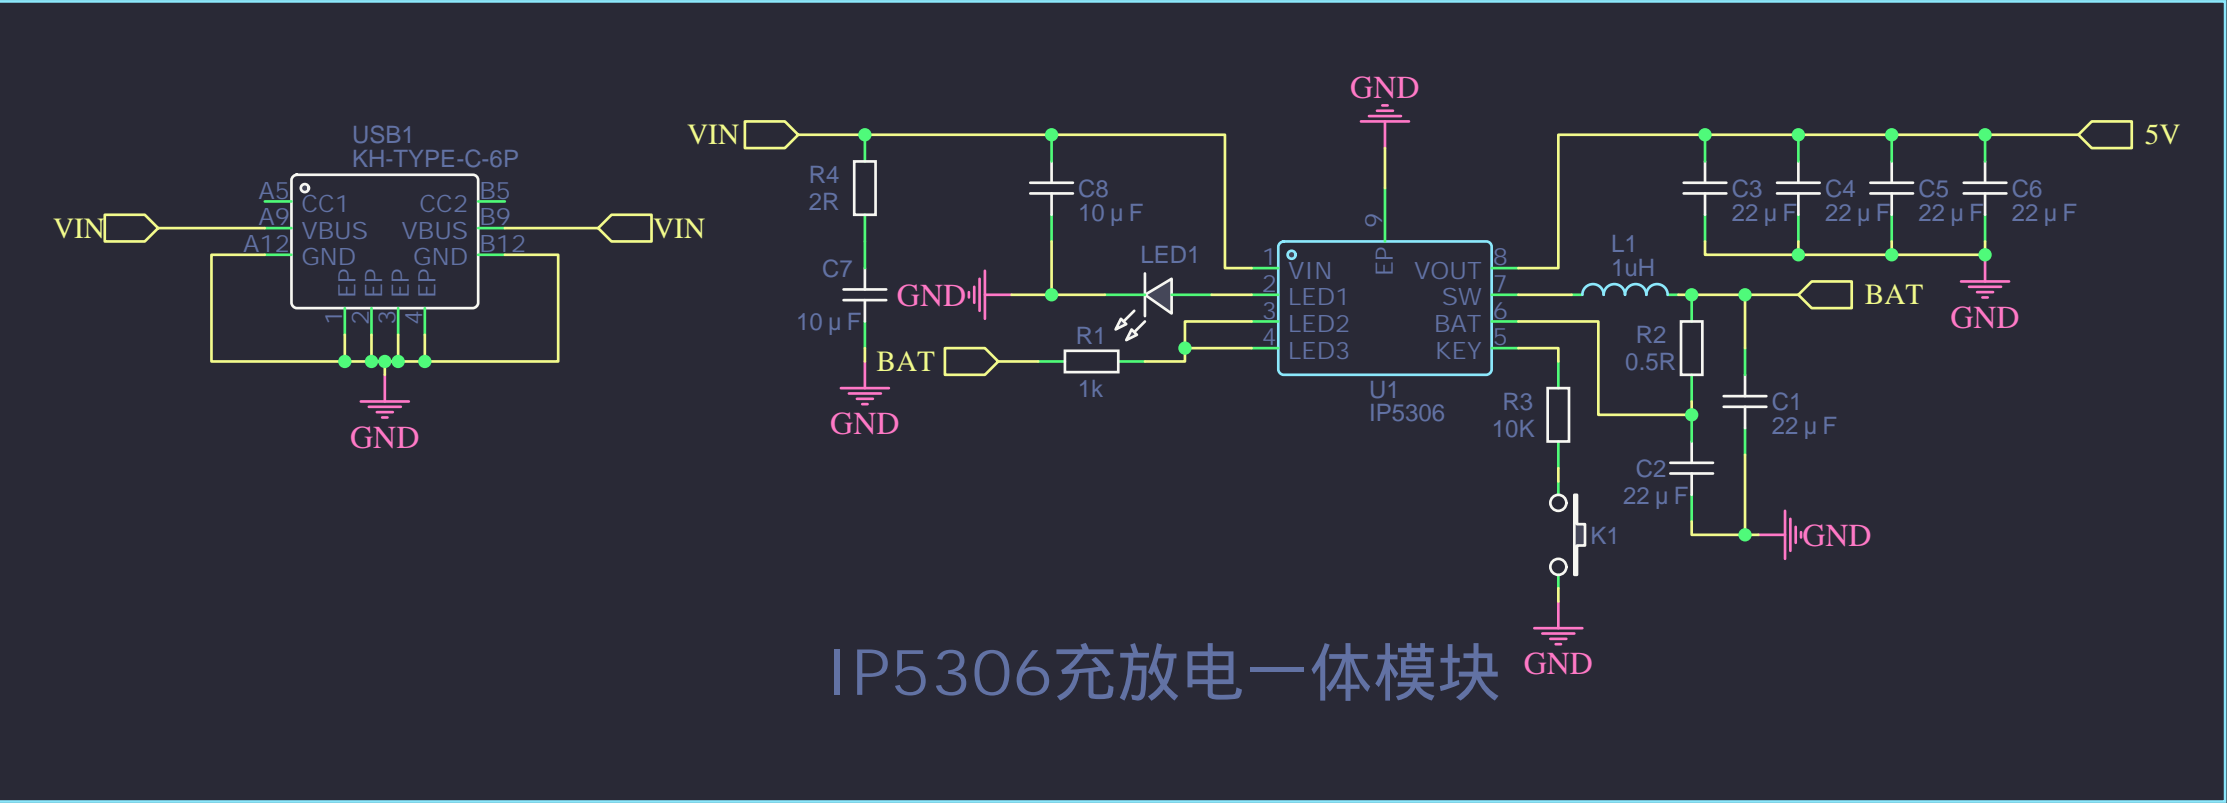 USB1
KH-TYPE-C-6P
A5
CC1
CC2
B5
A9
VBUS
VBUS
B9
A12
GND
GND
B12
VIN
VIN
EP
EP
EP
EP
1
2
3
4
GND
VIN
R4
2R
C7
10μF
GND
C8
10μF
GND
LED1
BAT
R1
1k
GND
9
EP
1
VIN
VOUT
8
2
LED1
SW
7
3
LED2
BAT
6
4
LED3
KEY
5
U1
IP5306
5V
C3
22μF
C4
22μF
C5
22μF
C6
22μF
GND
L1
1uH
BAT
R2
0.5R
C1
22μF
C2
22μF
GND
R3
10K
K1
GND
IP5306充放电一体模块